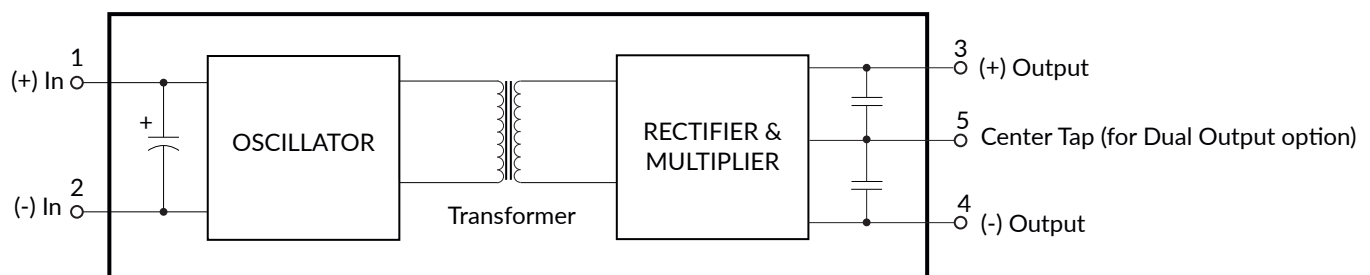 1
(+) In
+
2
(-) In
OSCILLATOR
Transformer
RECTIFIER &
MULTIPLIER
3
(+) Output
5
Center Tap (for Dual Output option)
4
(-) Output